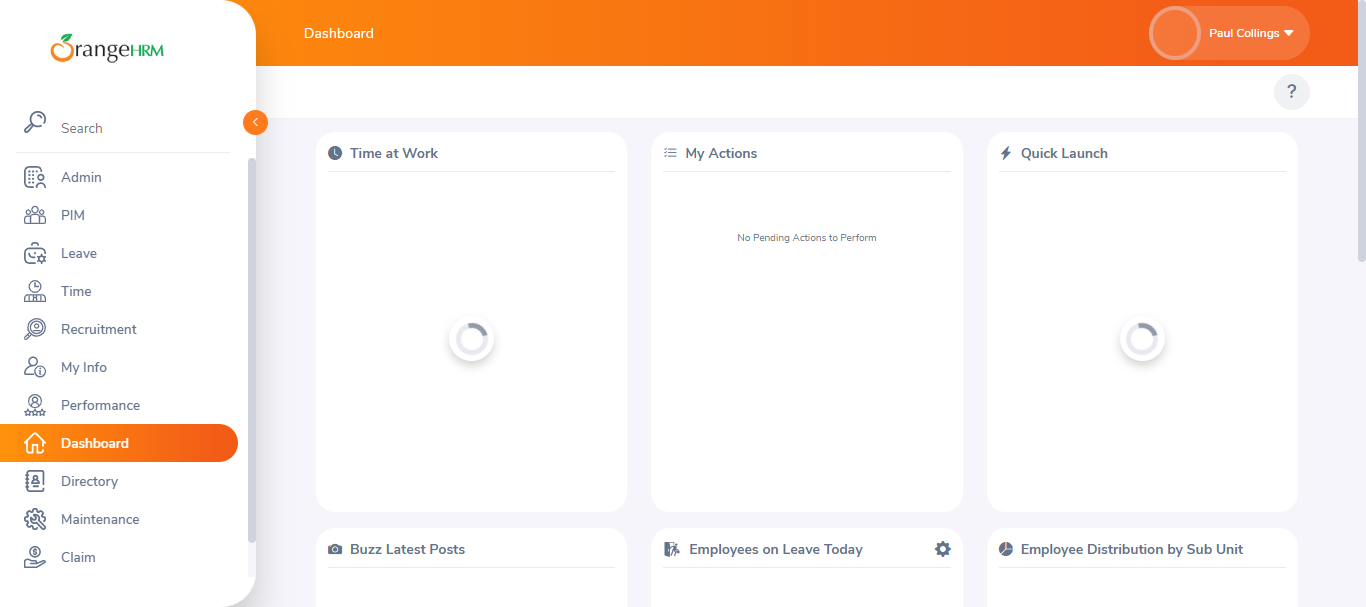 OrangeHRM
Dashboard
Paul Collings
?
Search
Admin
PIM
Leave
Time
Recruitment
My Info
Performance
Dashboard
Directory
Maintenance
Claim
Time at Work
My Actions
Quick Launch
No Pending Actions to Perform
Buzz Latest Posts
Employees on Leave Today
Employee Distribution by Sub Unit